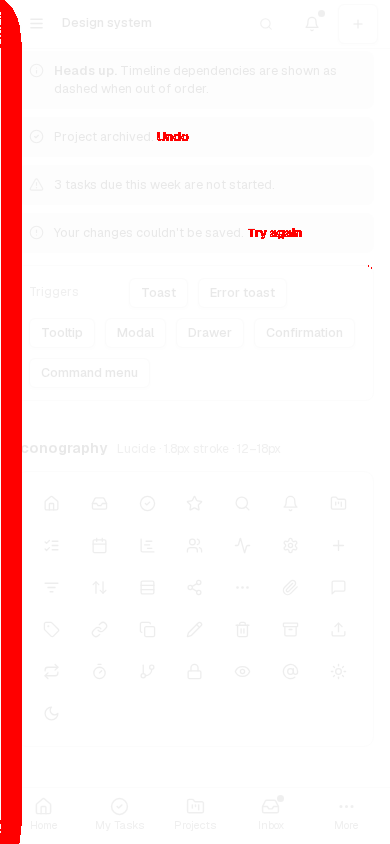 Design system
Heads up. Timeline dependencies are shown as
dashed when out of order.
Project archived. Undo
3 tasks due this week are not started.
Your changes couldn't be saved. Try again
Triggers
Toast
Error toast
Tooltip
Modal
Drawer
Confirmation
Command menu
conography Lucide · 1.6px stroke · 12–16px
Home
My Tasks
Projects
Inbox
More